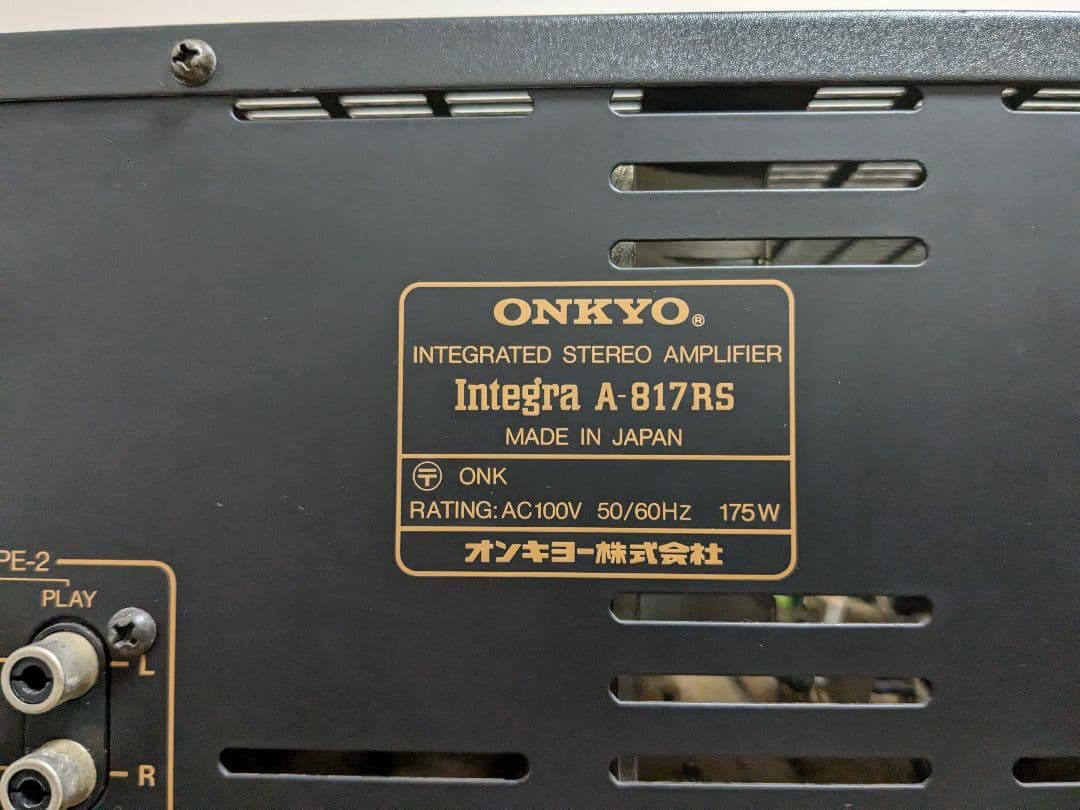 ONKYO®
INTEGRATED STEREO AMPLIFIER
Integra A-817RS
MADE IN JAPAN
〶 ONK
RATING: AC100V 50/60Hz 175W
オンキヨー株式会社
PE-2
PLAY
L
R